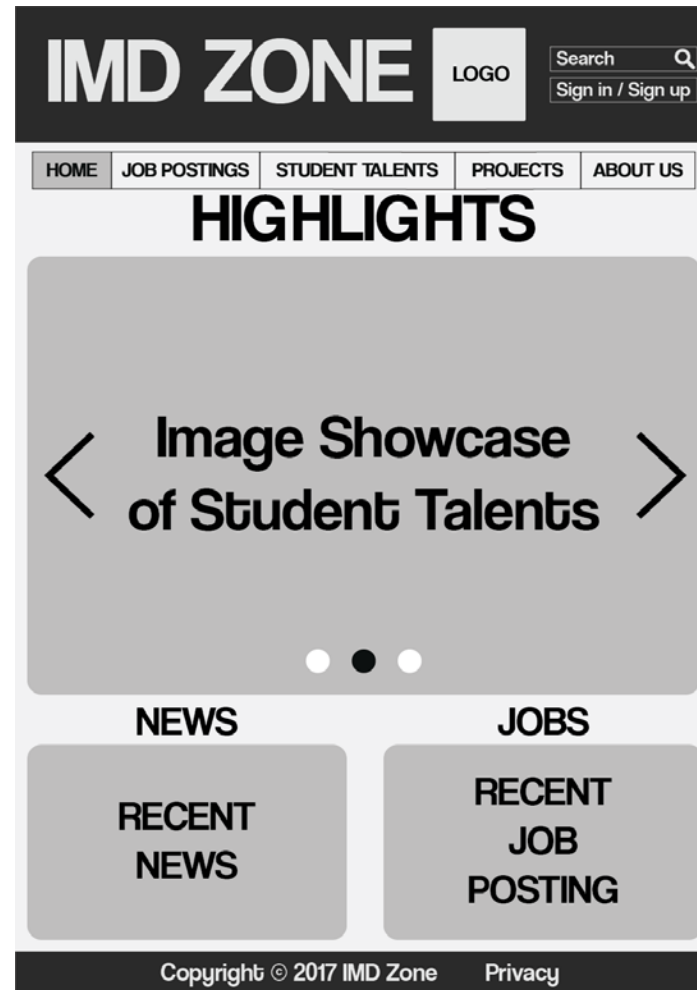 IMD ZONE
LOGO
Search
Sign in / Sign up
HOME JOB POSTINGS STUDENT TALENTS PROJECTS ABOUT US
HIGHLIGHTS
Image Showcase
of Student Talents
NEWS
RECENT
NEWS
JOBS
RECENT
JOB
POSTING
Copyright © 2017 IMD Zone Privacy